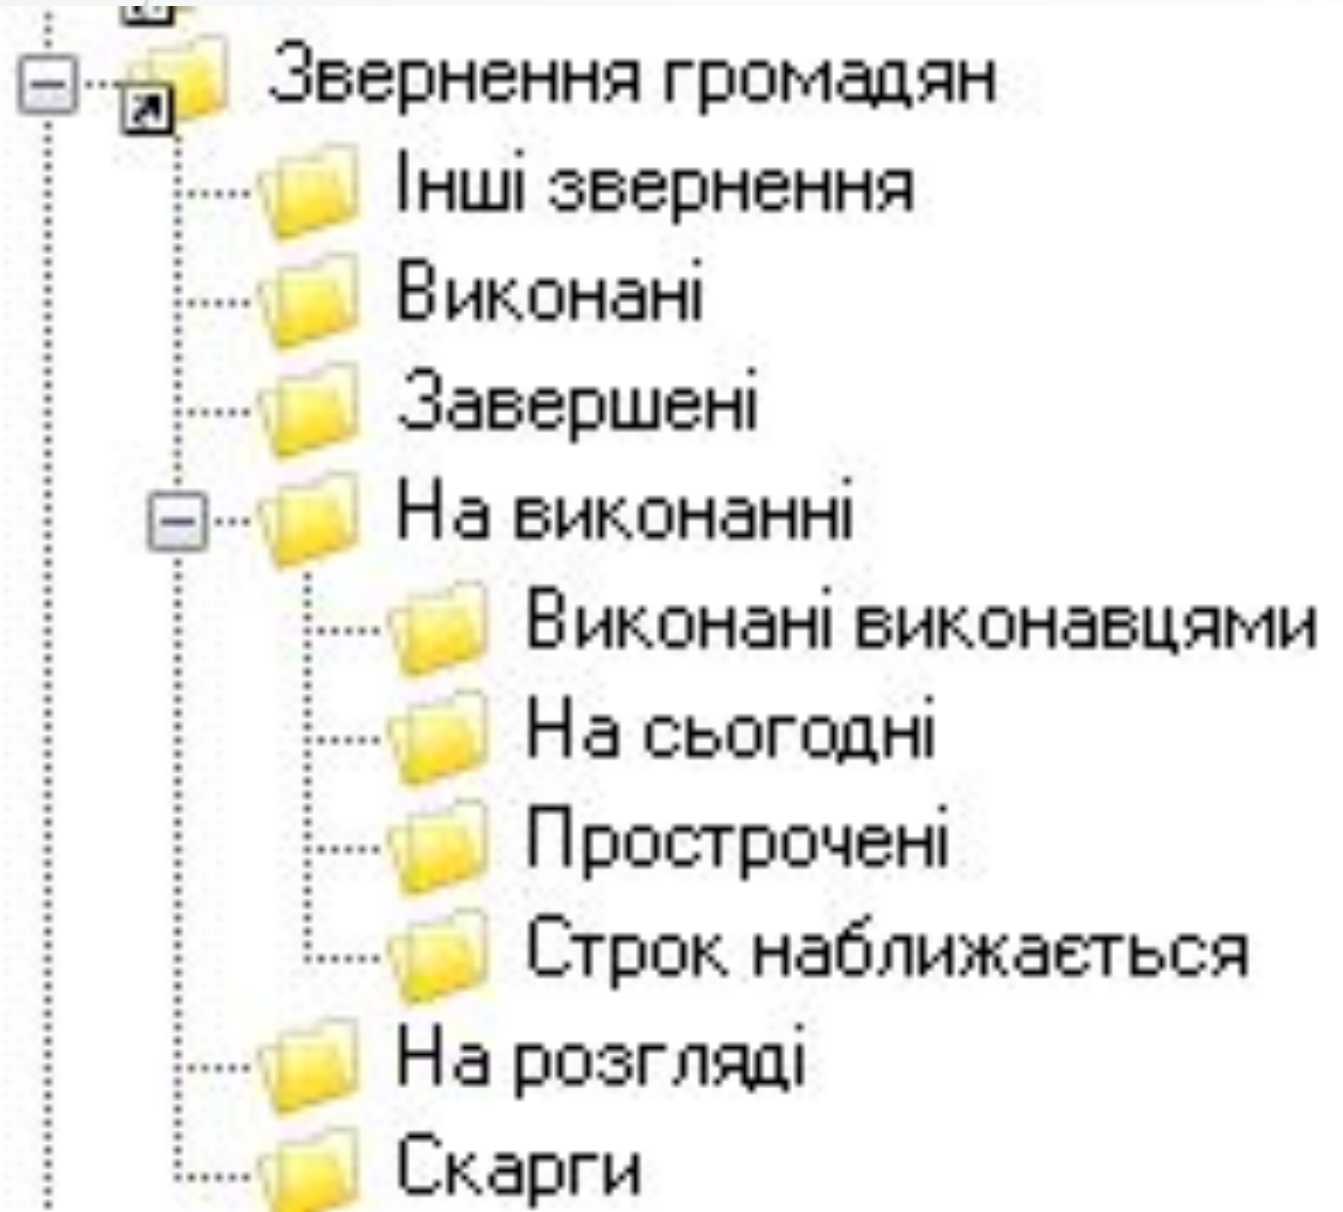 Звернення громадян
Інші звернення
Виконані
Завершені
На виконанні
Виконані виконавцями
На сьогодні
Прострочені
Строк наближається
На розгляді
Скарги